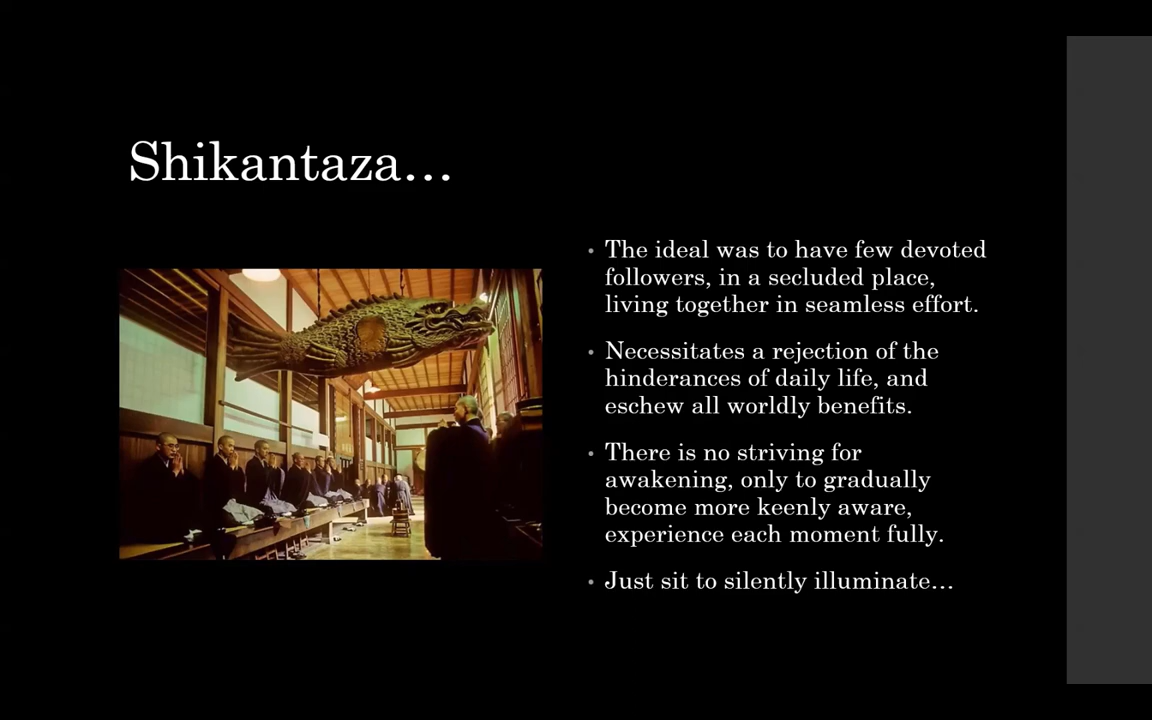 Shikantaza…
• The ideal was to have few devoted
followers, in a secluded place,
living together in seamless effort.
• Necessitates a rejection of the
hinderances of daily life, and
eschew all worldly benefits.
• There is no striving for
awakening, only to gradually
become more keenly aware,
experience each moment fully.
• Just sit to silently illuminate…